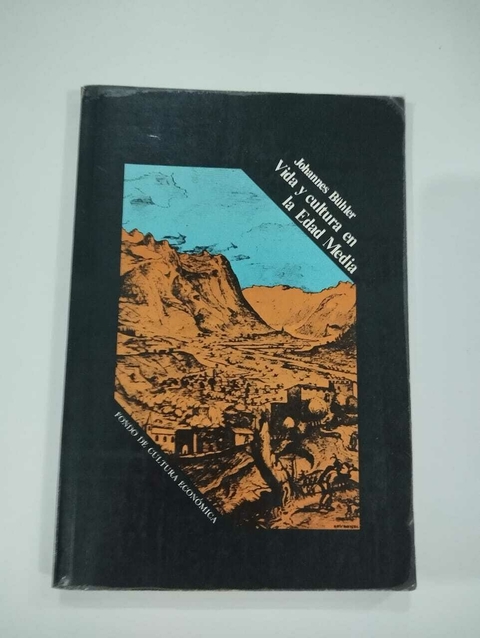 Johannes Bühler
Vida y cultura en
la Edad Media
FONDO DE CULTURA ECONÓMICA